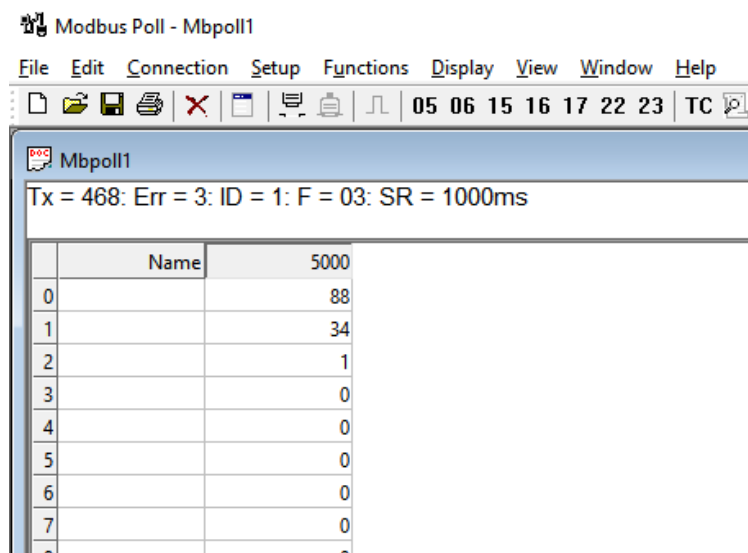 Modbus Poll - Mbpoll1
File Edit Connection Setup Functions Display View Window Help
05 06 15 16 17 22 23 TC
Mbpoll1
Tx = 468: Err = 3: ID = 1: F = 03: SR = 1000ms
Name 5000
0 88
1 34
2 1
3 0
4 0
5 0
6 0
7 0